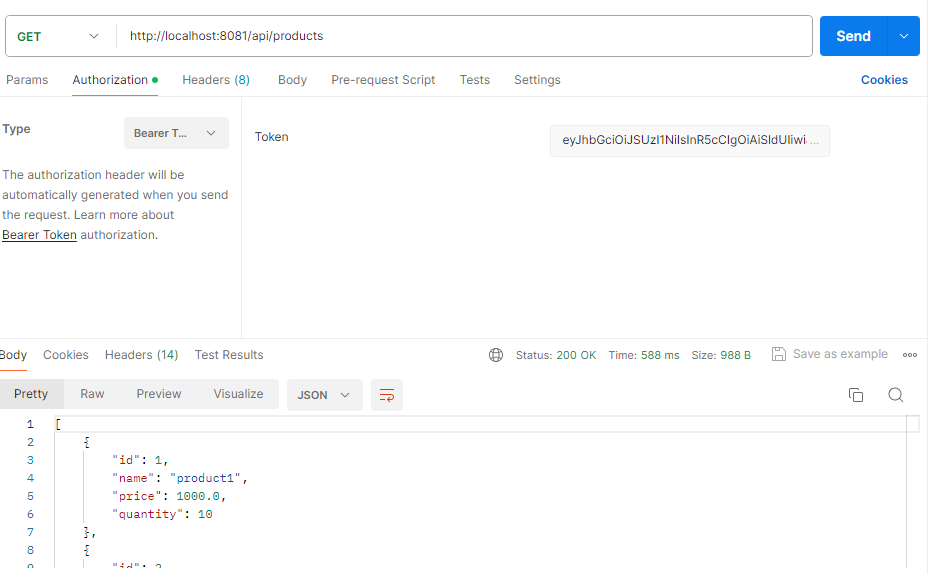 GET http://localhost:8081/api/products Send
Params Authorization Headers (8) Body Pre-request Script Tests Settings Cookies
Type Bearer T...
Token eyJhbGciOiJSUzI1NiIsInR5cCIgOiAiSldUIiwi...
The authorization header will be
automatically generated when you send
the request. Learn more about
Bearer Token authorization.
Body Cookies Headers (14) Test Results Status: 200 OK Time: 588 ms Size: 988 B Save as example
Pretty Raw Preview Visualize JSON
1 [
2 {
3 "id": 1,
4 "name": "product1",
5 "price": 1000.0,
6 "quantity": 10
7 },
8 {
9 "id": 2,